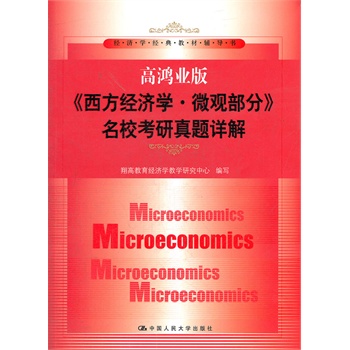 经·济·学·经·典·教·材·辅·导·书
高鸿业版
《西方经济学·微观部分》
名校考研真题详解
翔高教育经济学教学研究中心 编写
Microeconomics
Microeconomics
Microeconomics
Microeconomics
中国人民大学出版社